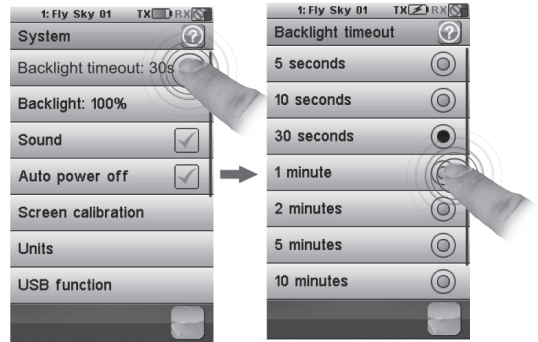 1: Fly Sky 01 TX RX
System ?
Backlight timeout: 30s
Backlight: 100%
Sound
Auto power off
Screen calibration
Units
USB function
1: Fly Sky 01 TX RX
Backlight timeout ?
5 seconds
10 seconds
30 seconds
1 minute
2 minutes
5 minutes
10 minutes